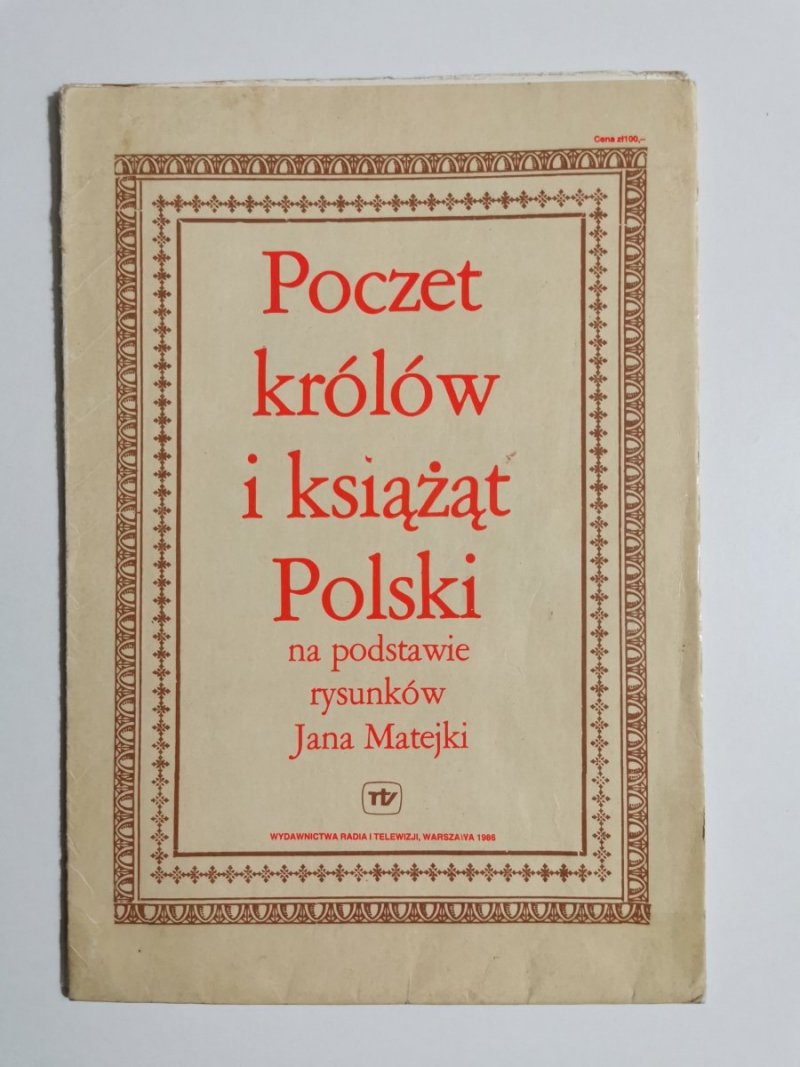 Cena zł100,—
Poczet
królów
i książąt
Polski
na podstawie
rysunków
Jana Matejki
rtv
WYDAWNICTWA RADIA I TELEWIZJI, WARSZAWA 1986